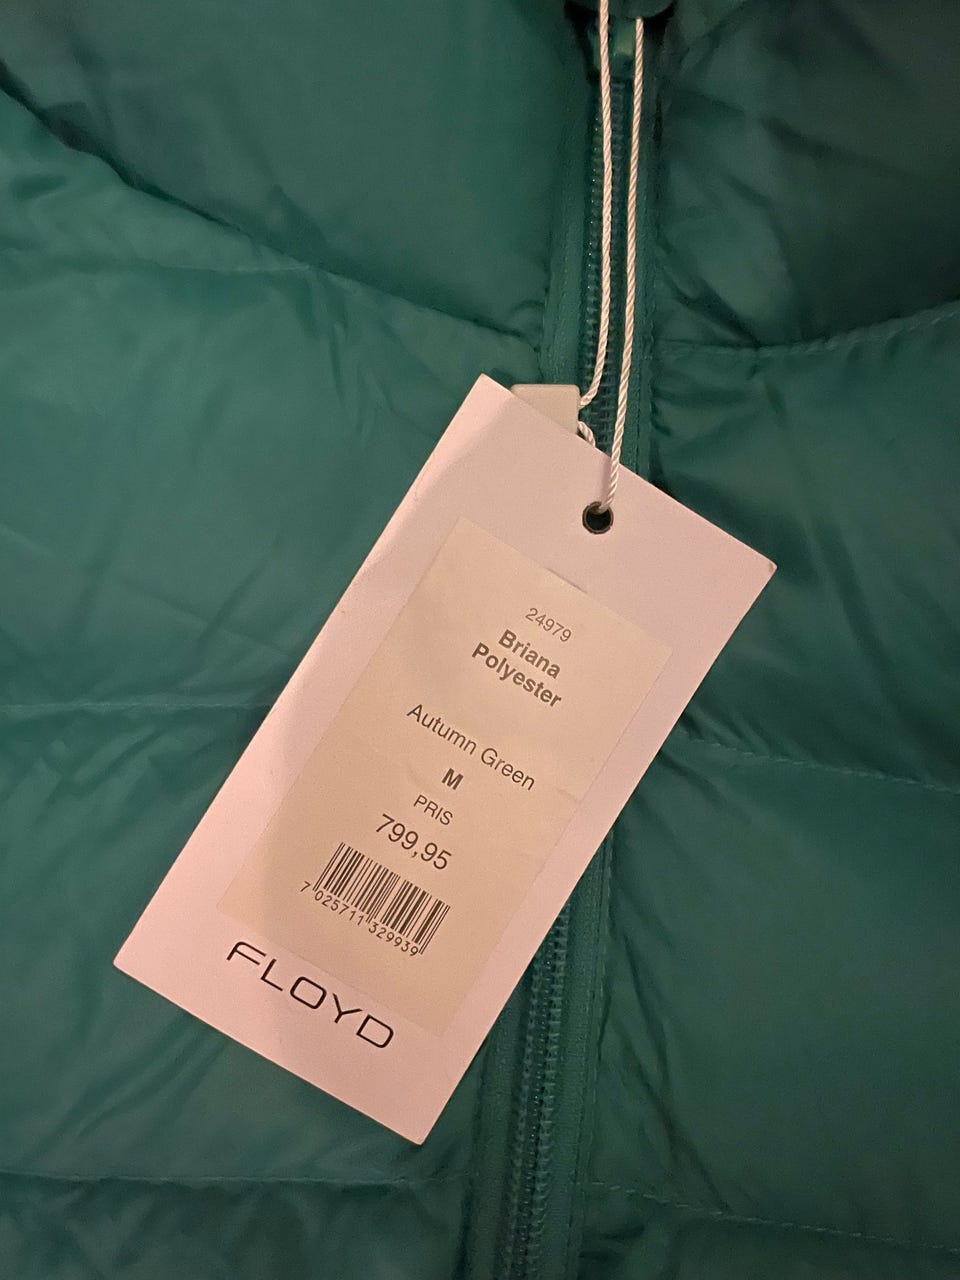 24979
Briana
Polyester
Autumn Green
M
PRIS
799,95
7 025711 329939
FLOYD